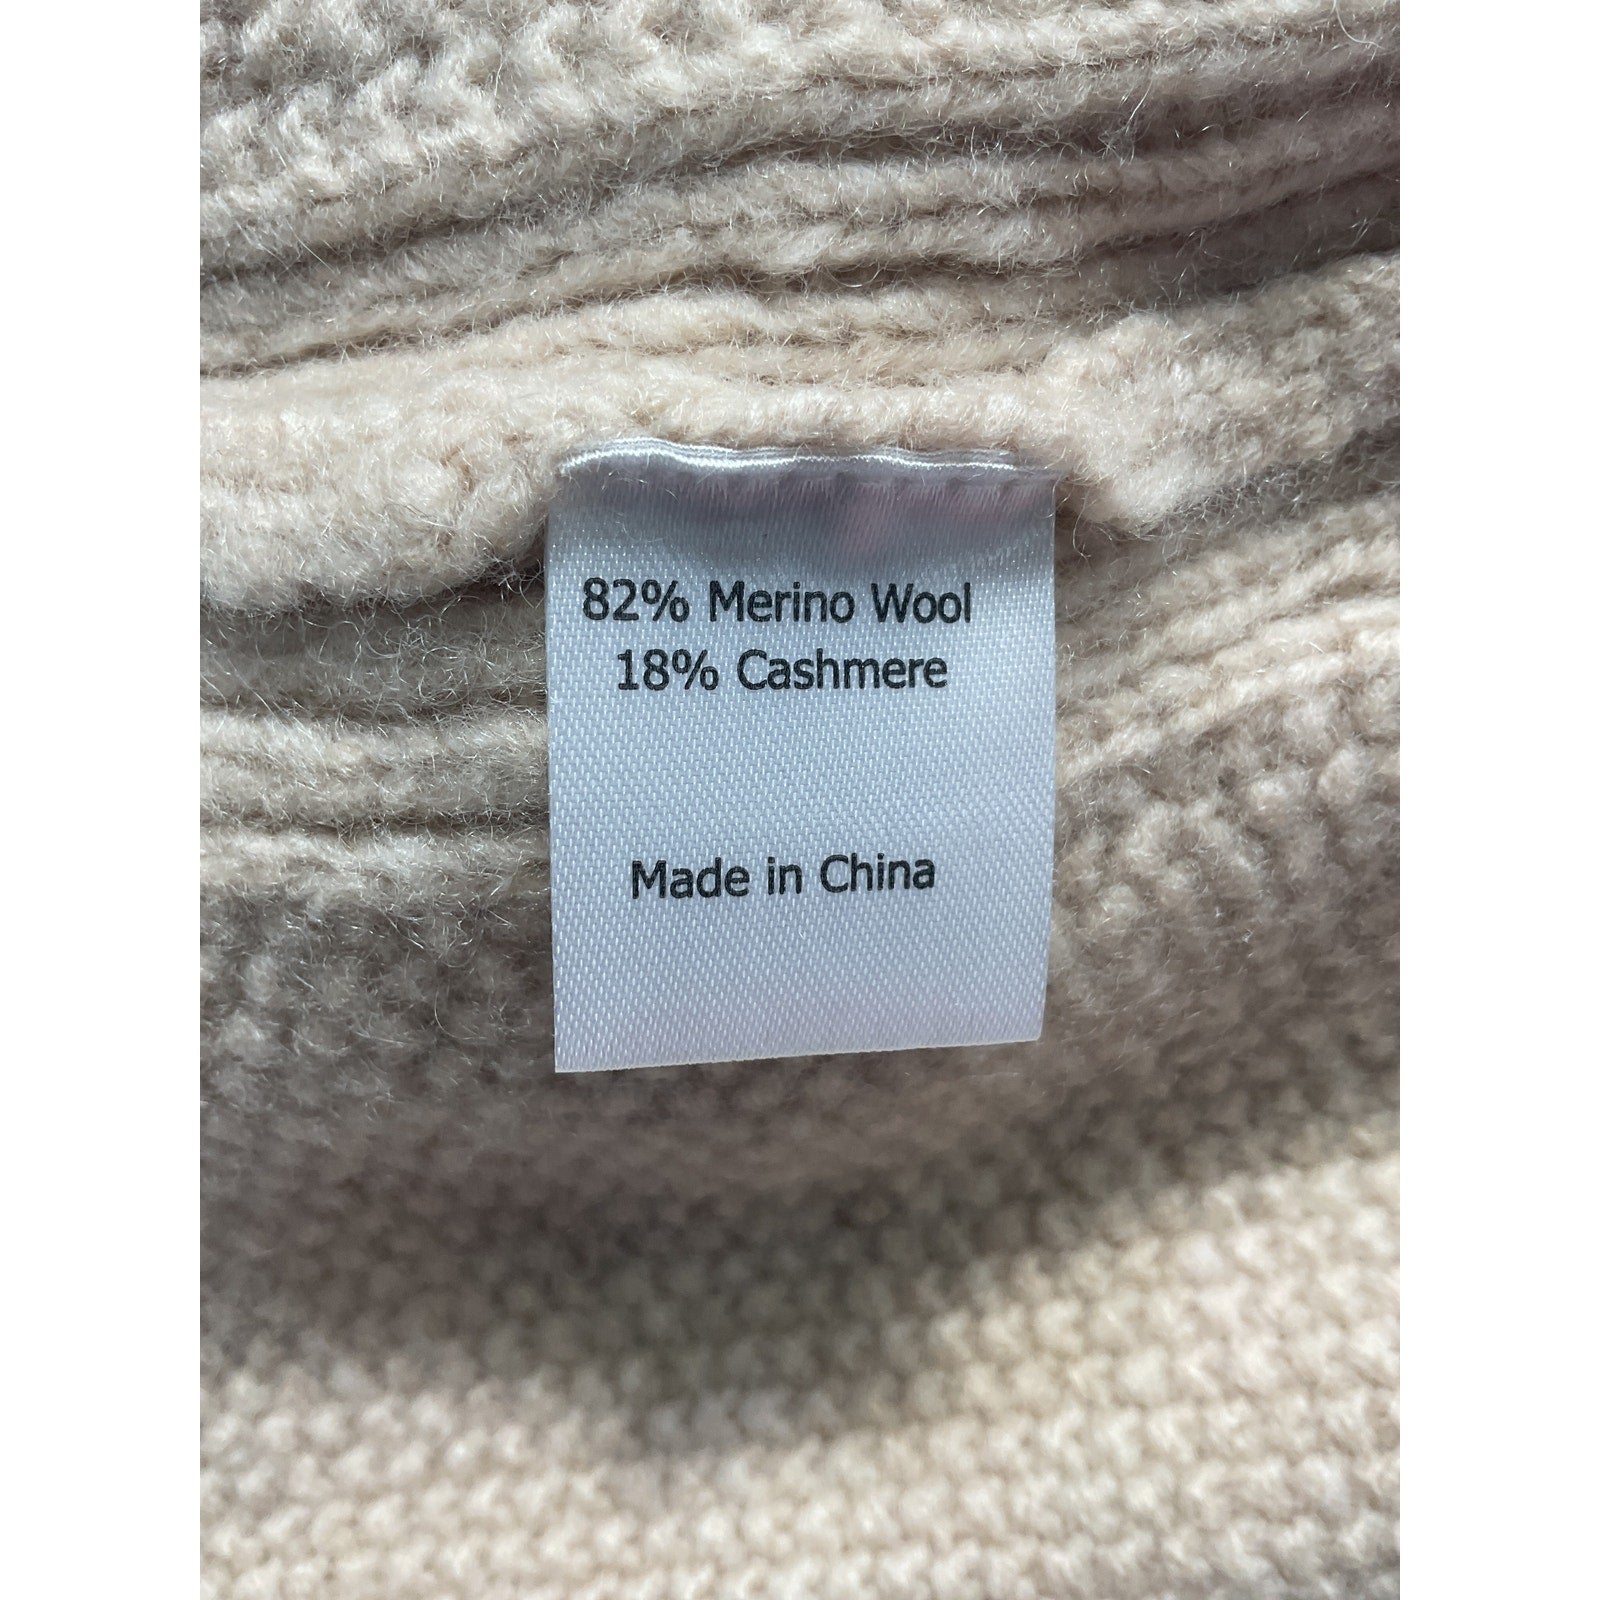 82% Merino Wool
18% Cashmere
Made in China